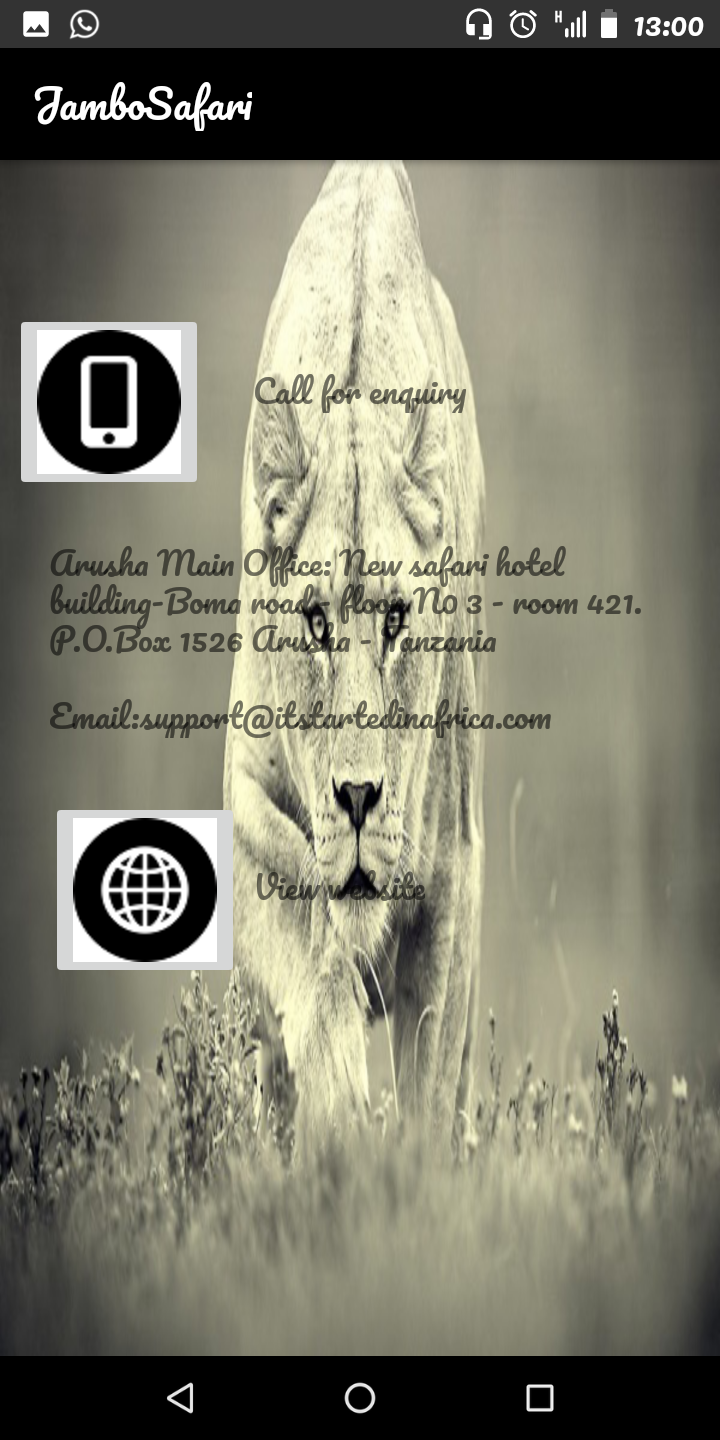 H 13:00
JamboSafari
Call for enquiry
Arusha Main Office: New safari hotel
building-Boma road- floor No 3 - room 421.
P.O.Box 1526 Arusha - Tanzania
Email:support@itstartedinafrica.com
View website